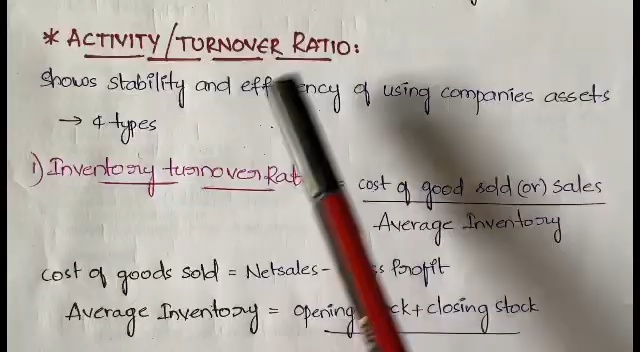 * ACTIVITY/TURNOVER RATIO:
Shows stability and eff ency of using companies assets
→ 4 types
i) Inventory turnover Rat = cost of good sold (or) sales
Average Inventory
cost of goods sold = Netsales - ss Profit
Average Inventory = opening ck + closing stock